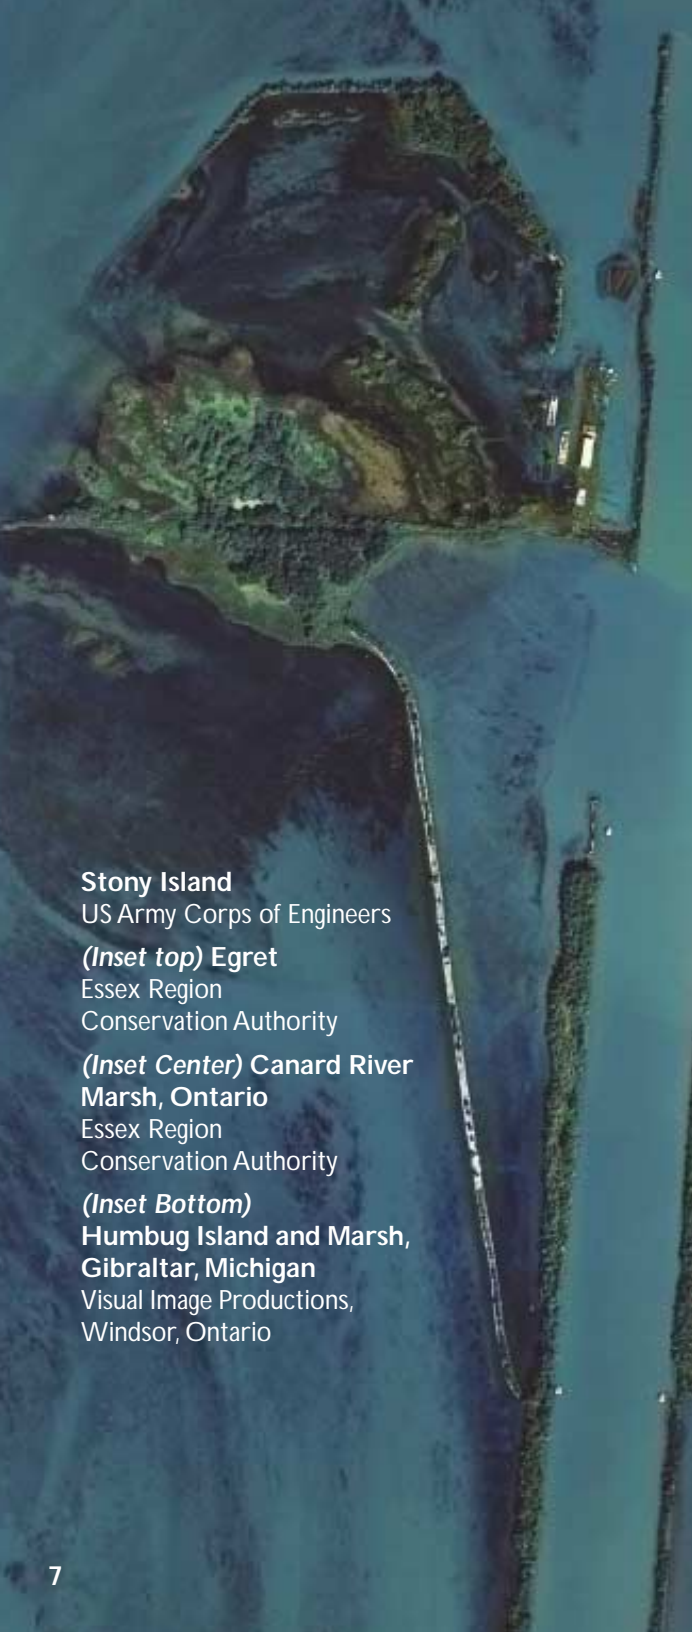 Stony Island
US Army Corps of Engineers
(Inset top) Egret
Essex Region
Conservation Authority
(Inset Center) Canard River
Marsh, Ontario
Essex Region
Conservation Authority
(Inset Bottom)
Humbug Island and Marsh,
Gibraltar, Michigan
Visual Image Productions,
Windsor, Ontario
7